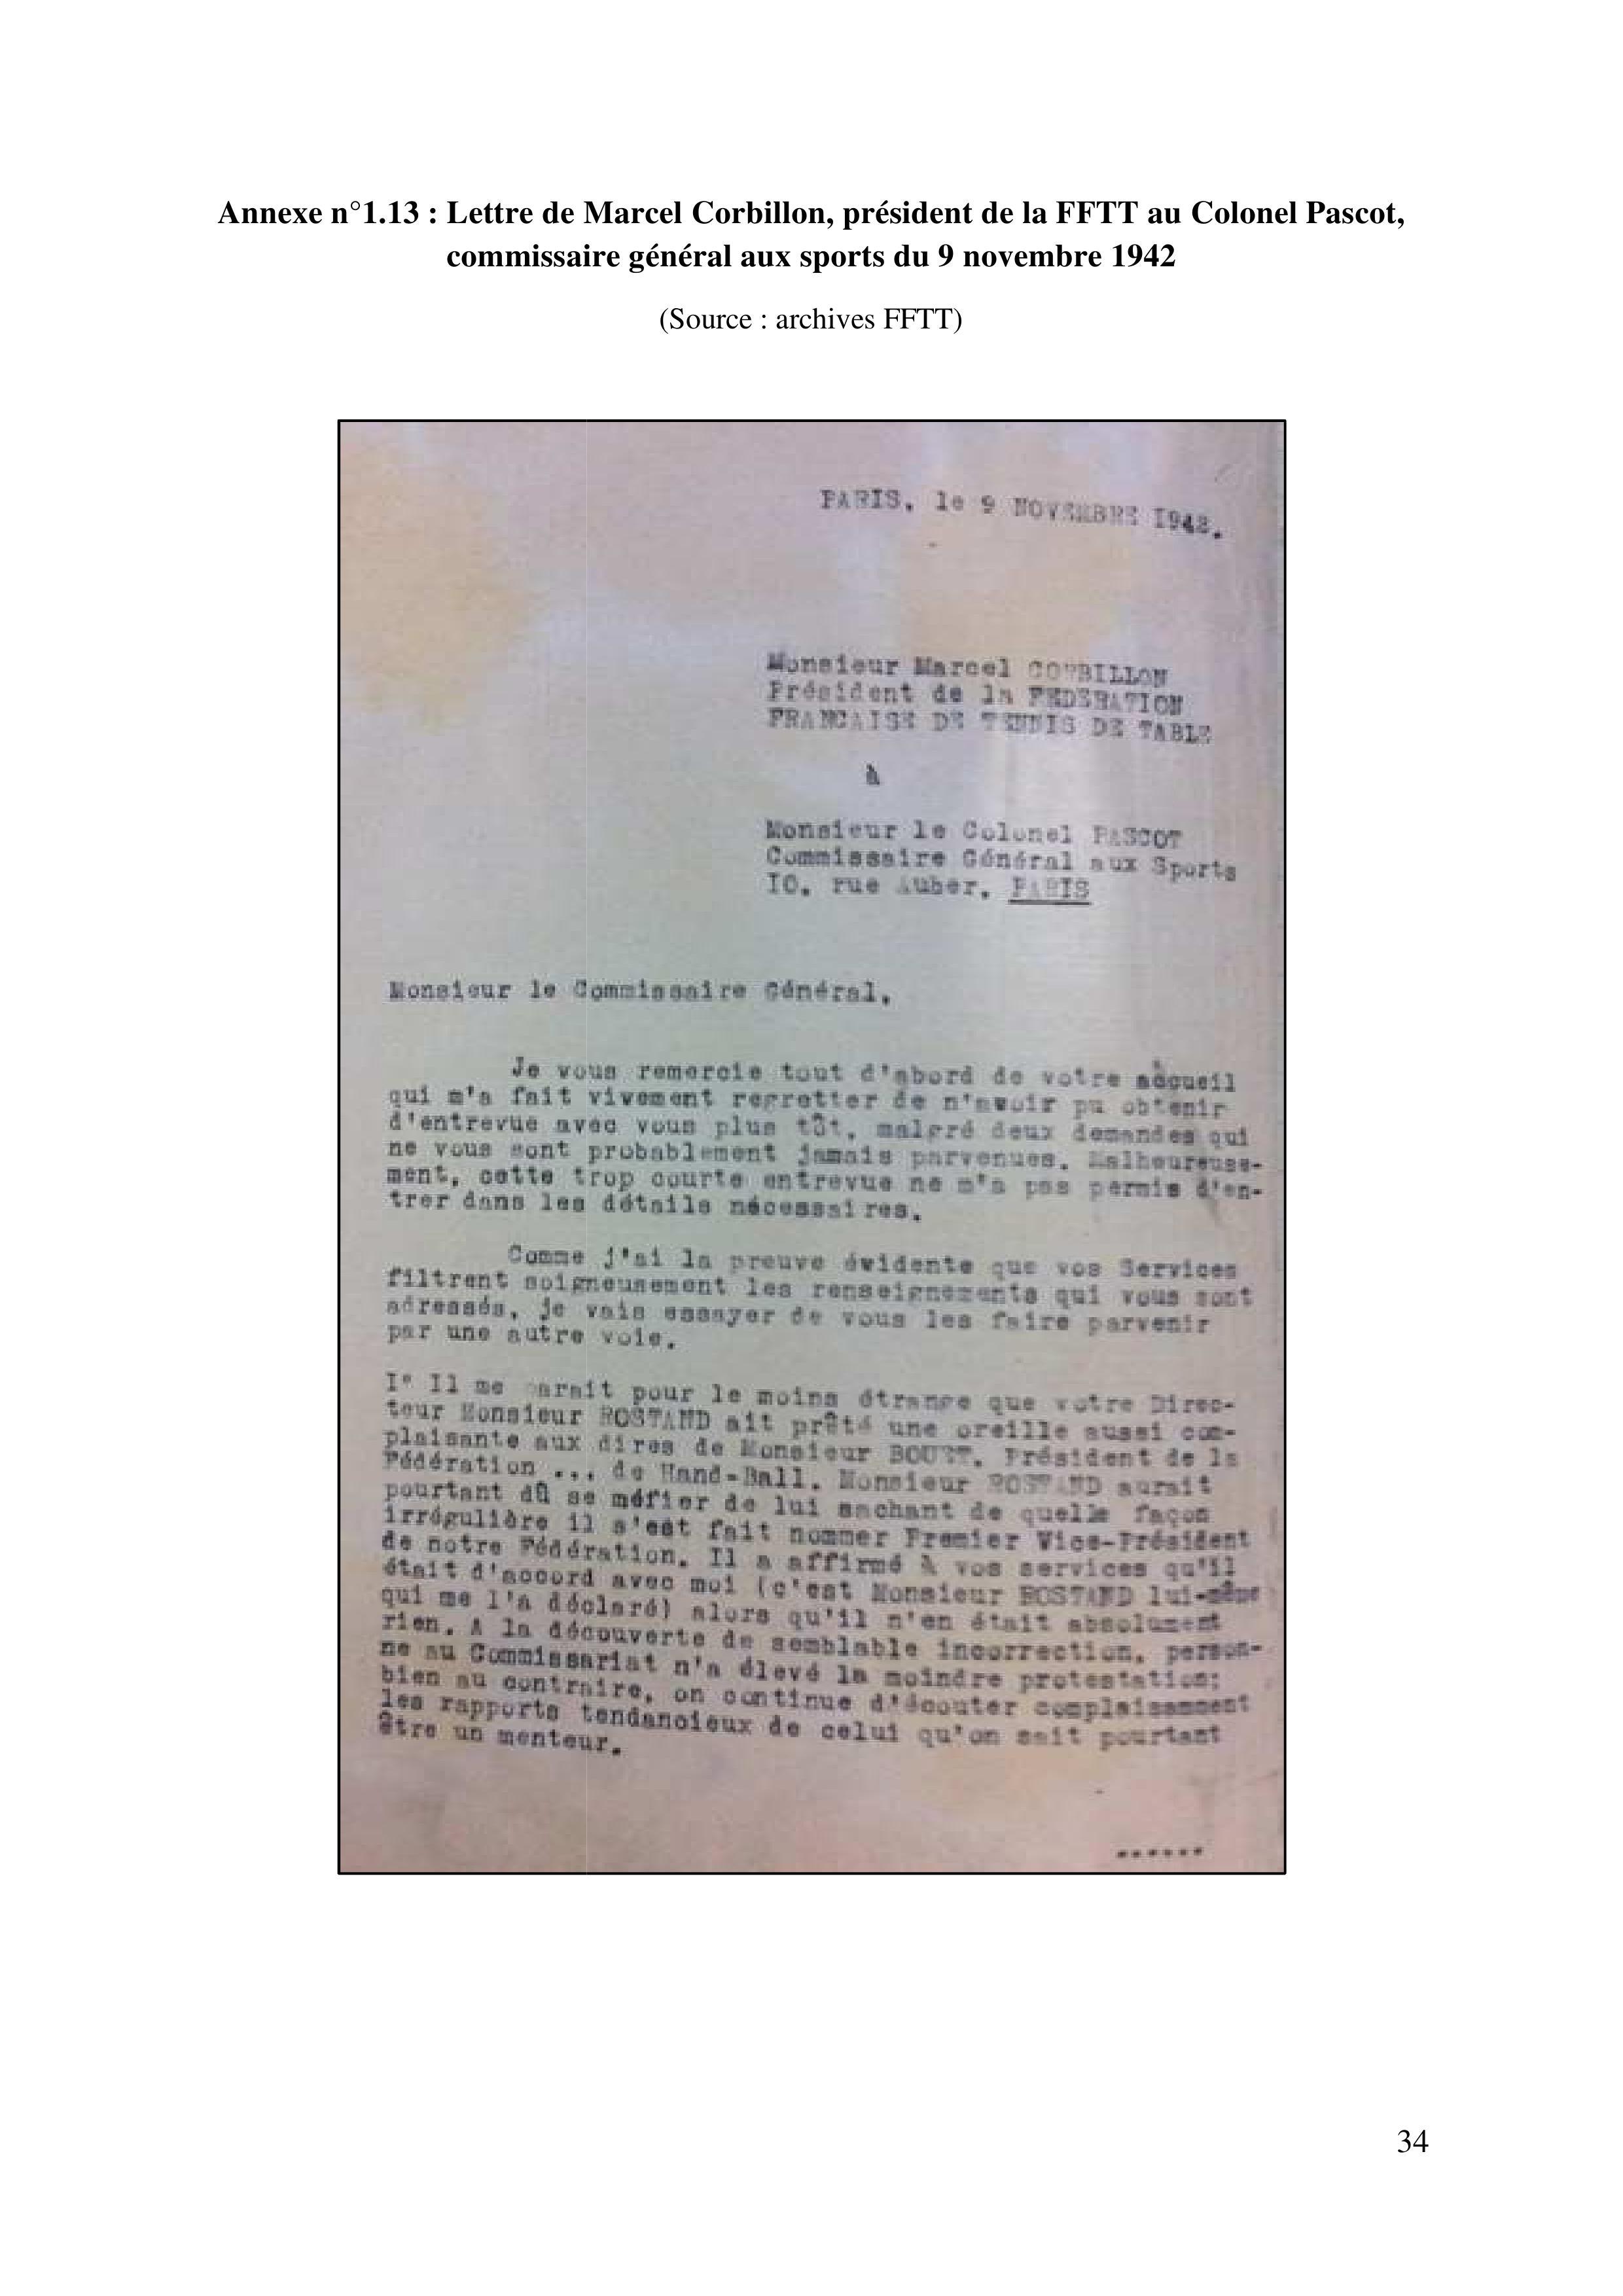 Annexe n°1.13 : Lettre de Marcel Corbillon, président de la FFTT au Colonel Pascot,
commissaire général aux sports du 9 novembre 1942
(Source : archives FFTT)
PARIS, le 9 NOVEMBRE 1942.
Monsieur Marcel CORBILLON
Président de la FEDERATION
FRANCAISE DE TENNIS DE TABLE
à
Monsieur le Colonel PASCOT
Commissaire Général aux Sports
I0, rue Auber, PARIS
Monsieur le Commissaire Général,
Je vous remercie tout d'abord de votre accueil
qui m'a fait vivement regretter de n'avoir pu obtenir
d'entrevue avec vous plus tôt, malgré deux demandes qui
ne vous sont probablement jamais parvenues. Malheureuse-
ment, cette trop courte entrevue ne m'a pas permis d'en-
trer dans les détails nécessaires.
Comme j'ai la preuve évidente que vos Services
filtrent soigneusement les renseignements qui vous sont
adressés, je vais essayer de vous les faire parvenir
par une autre voie.
I° Il me parait pour le moins étrange que votre Direc-
teur Monsieur ROSTAND ait prêté une oreille aussi com-
plaisante aux dires de Monsieur Président de la
Fédération ... de Hand-Ball. Monsieur ROSTAND aurait
pourtant dû se méfier de lui sachant de quelle façon
irrégulière il s'est fait nommer Premier Vice-Président
de notre Fédération. Il a affirmé à vos services qu'il
était d'accord avec moi (c'est Monsieur ROSTAND lui-même
qui me l'a déclaré) alors qu'il n'en était absolument
rien. A la découverte de semblable incorrection, person-
ne au Commissariat n'a élevé la moindre protestation;
bien au contraire, on continue d'écouter complaisamment
les rapports tendancieux de celui qu'on sait pourtant
être un menteur.
......
34